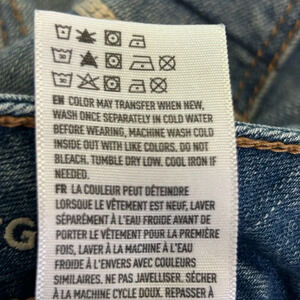 EN COLOR MAY TRANSFER WHEN NEW,
WASH ONCE SEPARATELY IN COLD WATER
BEFORE WEARING, MACHINE WASH COLD
INSIDE OUT WITH LIKE COLORS. DO NOT
BLEACH. TUMBLE DRY LOW. COOL IRON IF
NEEDED.
FR LA COULEUR PEUT DÉTEINDRE
LORSQUE LE VÊTEMENT EST NEUF, LAVER
SÉPARÉMENT À L'EAU FROIDE AVANT DE
PORTER LE VÊTEMENT POUR LA PREMIÈRE
FOIS, LAVER À LA MACHINE À L'EAU
FROIDE À L'ENVERS AVEC COULEURS
SIMILAIRES. NE PAS JAVELLISER. SÉCHER
À LA MACHINE CYCLE DOUX. REPASSER À